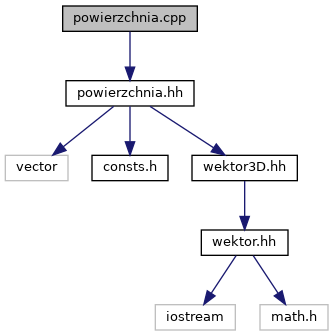 powierzchnia.cpp
powierzchnia.hh
vector
consts.h
wektor3D.hh
wektor.hh
iostream
math.h